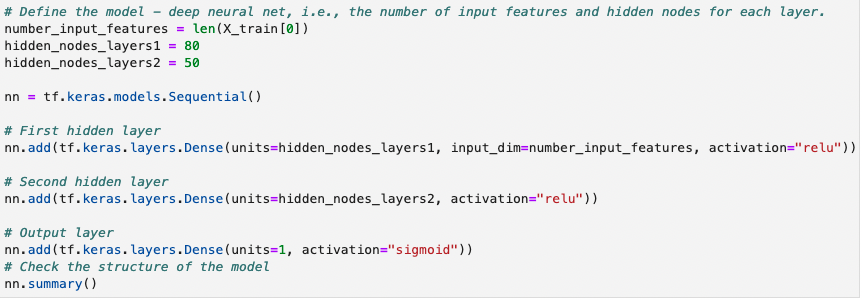 # Define the model – deep neural net, i.e., the number of input features and hidden nodes for each layer.
number_input_features = len(X_train[0])
hidden_nodes_layers1 = 80
hidden_nodes_layers2 = 50
nn = tf.keras.models.Sequential()
# First hidden layer
nn.add(tf.keras.layers.Dense(units=hidden_nodes_layers1, input_dim=number_input_features, activation="relu"))
# Second hidden layer
nn.add(tf.keras.layers.Dense(units=hidden_nodes_layers2, activation="relu"))
# Output layer
nn.add(tf.keras.layers.Dense(units=1, activation="sigmoid"))
# Check the structure of the model
nn.summary()